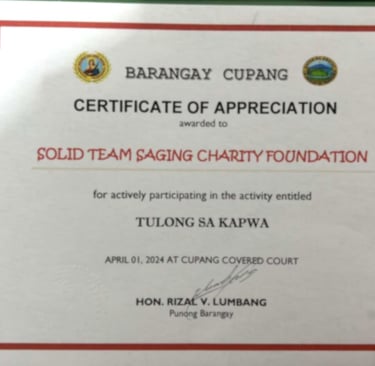 BARANGAY CUPANG
CERTIFICATE OF APPRECIATION
awarded to
SOLID TEAM SAGING CHARITY FOUNDATION
for actively participating in the activity entitled
TULONG SA KAPWA
APRIL 01, 2024 AT CUPANG COVERED COURT
HON. RIZAL V. LUMBANG
Punong Barangay